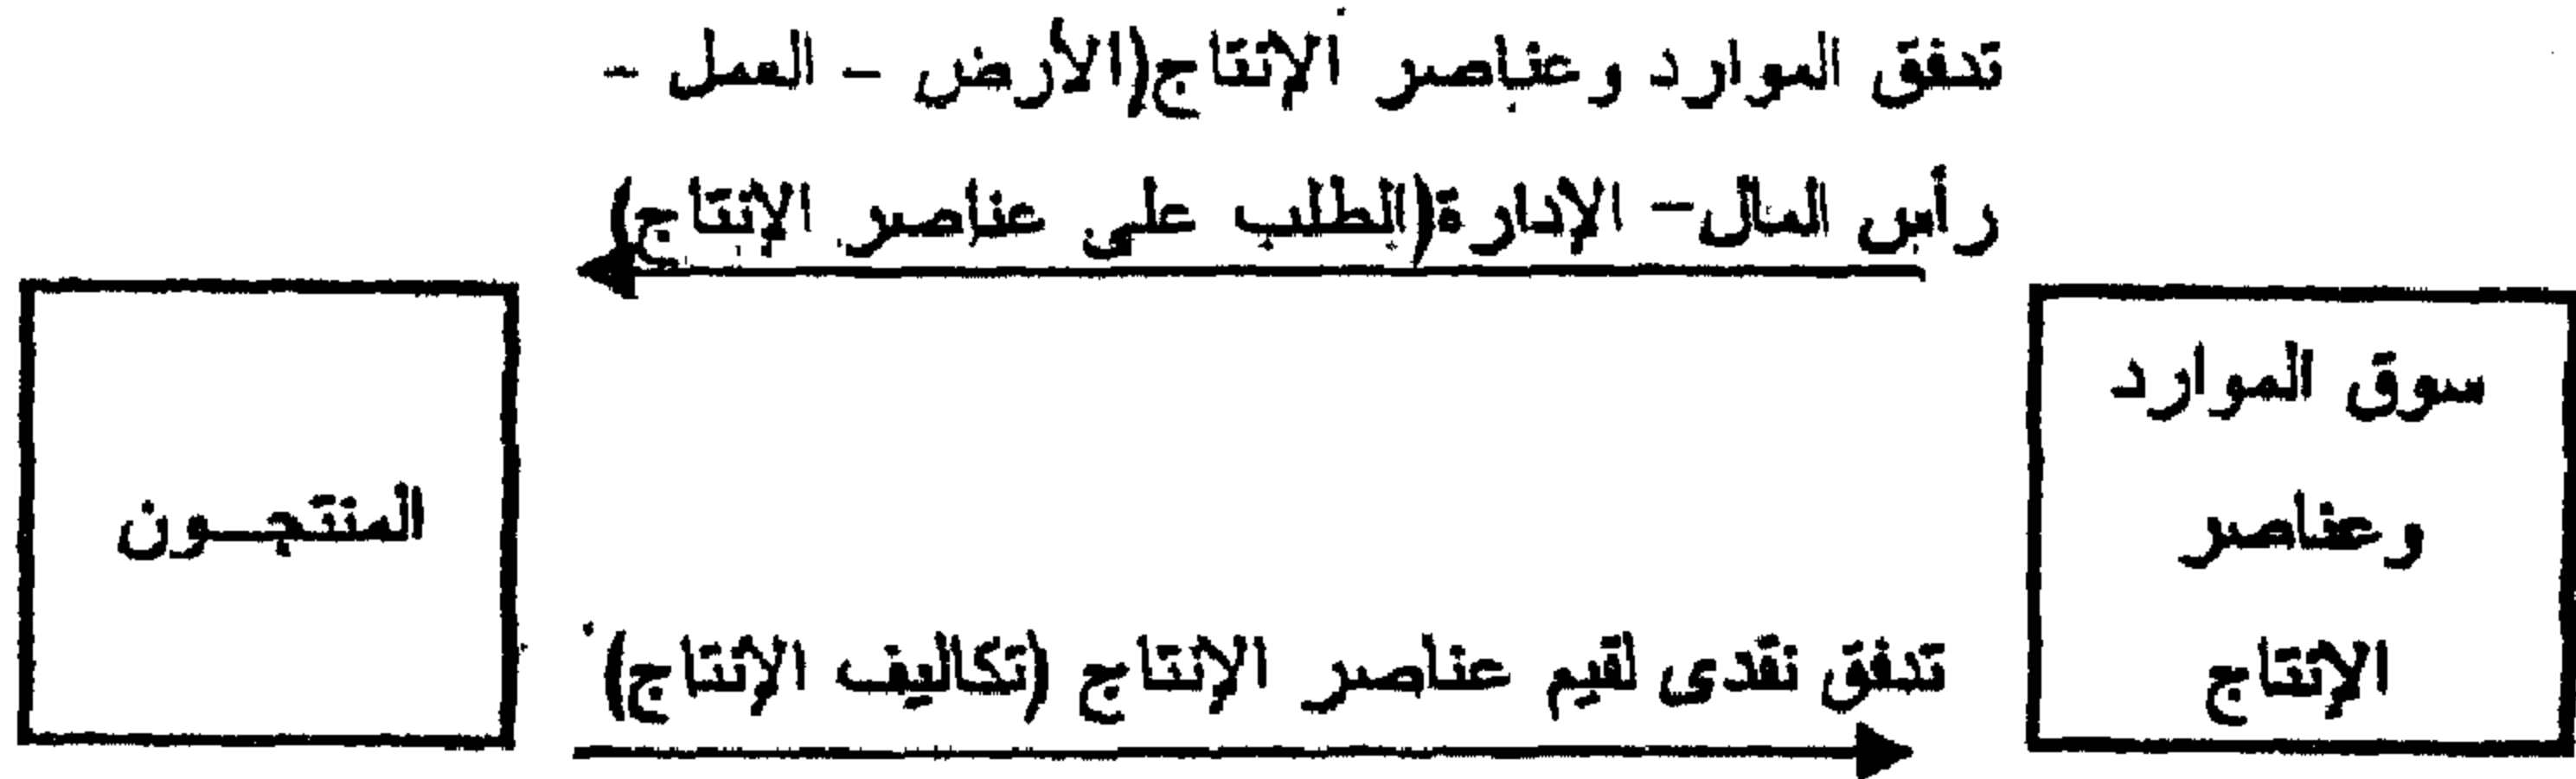 تدفق الموارد وعناصر الإنتاج(الأرض – العمل –
رأس المال– الإدارة(الطلب على عناصر الإنتاج)
سوق الموارد
وعناصر
الإنتاج
المنتجـــون
تدفق نقدى لقيم عناصر الإنتاج (تكاليف الإنتاج)